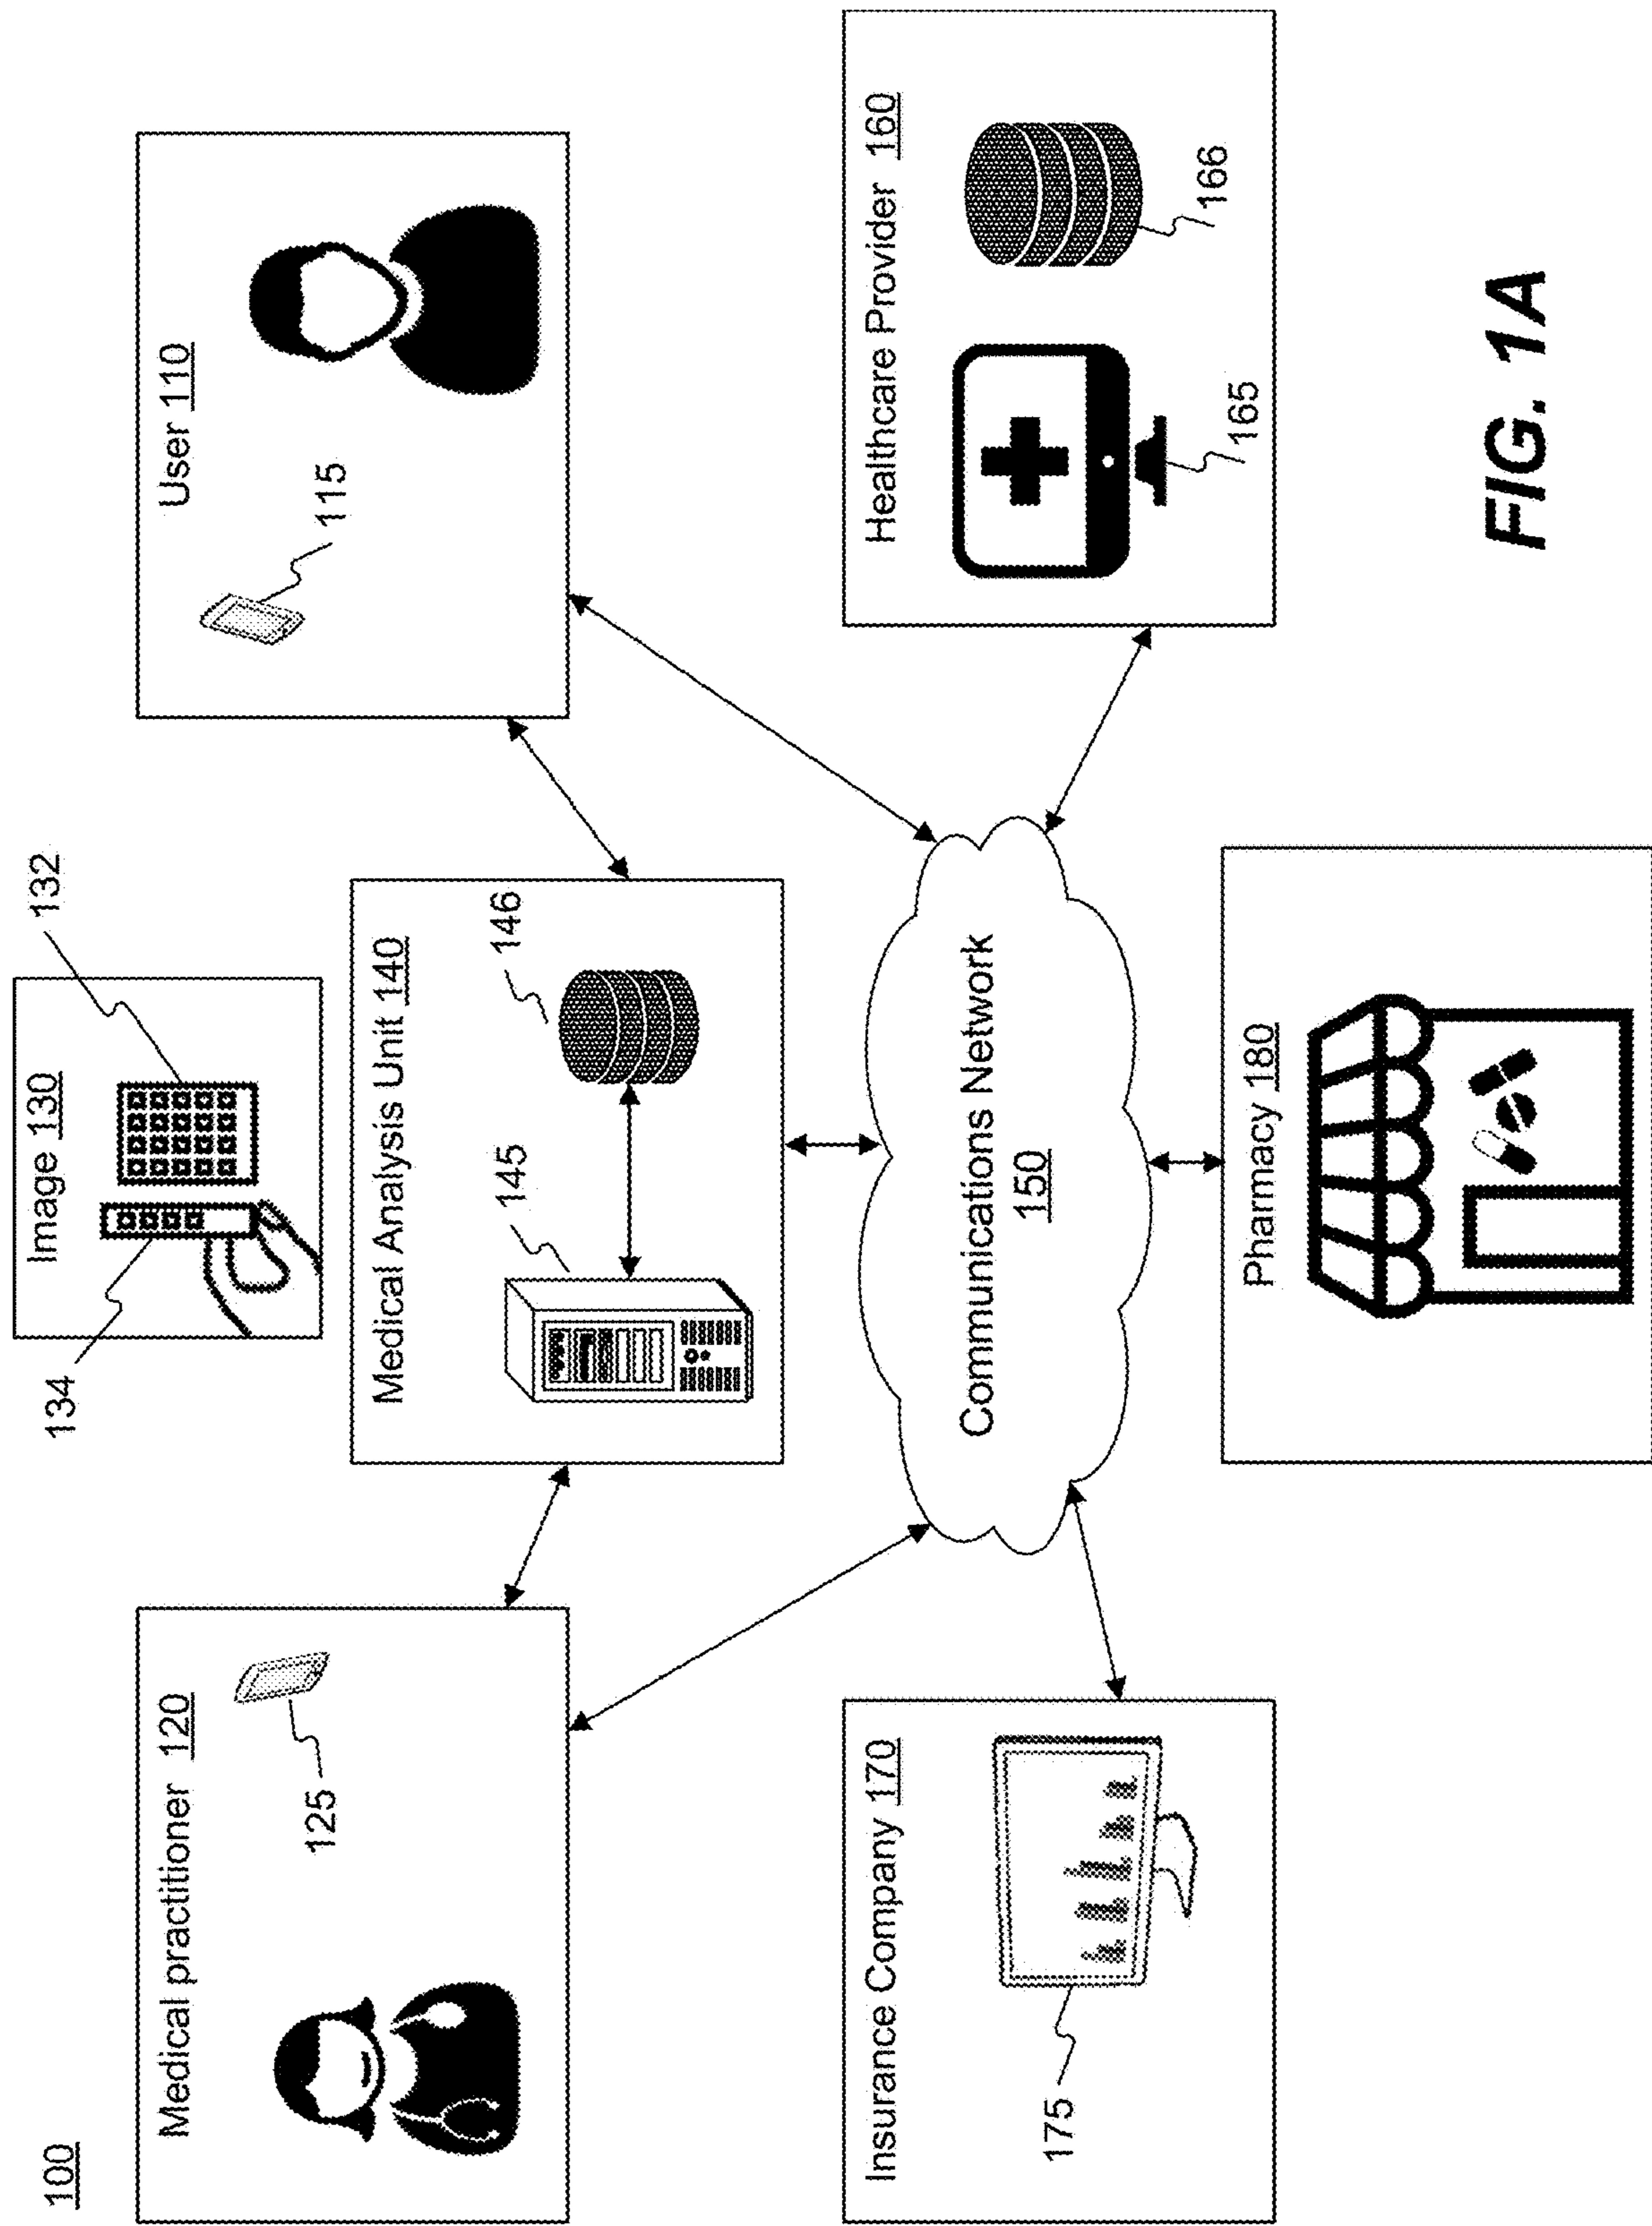 100
134
Image 130
132
Medical practitioner 120
125
Medical Analysis Unit 140
145
146
User 110
115
Communications Network
150
Insurance Company 170
175
Pharmacy 180
Healthcare Provider 160
165
166
FIG. 1A